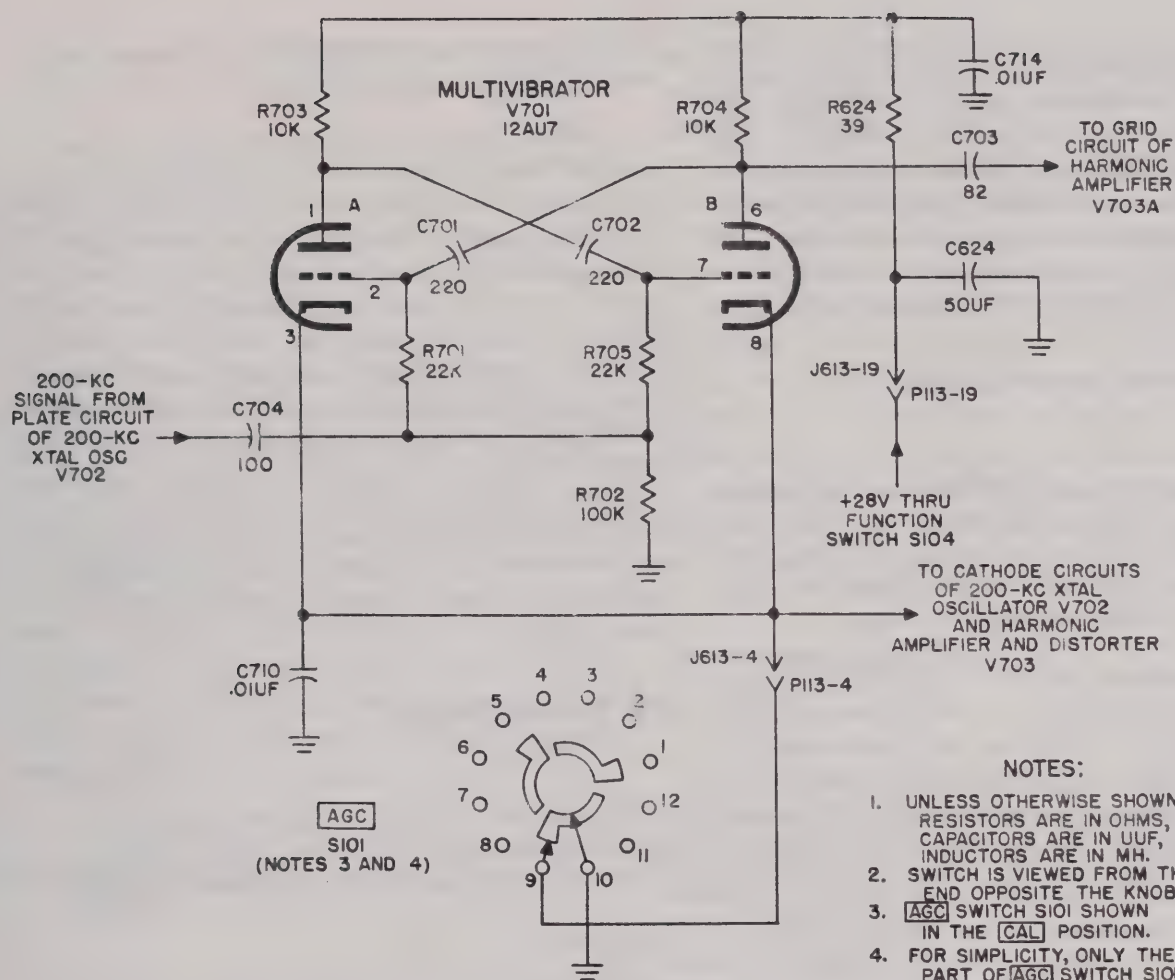 C714
.01UF
MULTIVIBRATOR
V701
12AU7
R703
10K
R704
10K
R624
39
C703
82
TO GRID
CIRCUIT OF
HARMONIC
AMPLIFIER
V703A
1
A
C701
220
C702
220
B
6
2
7
3
8
C624
50UF
R701
22K
R705
22K
J613-19
P113-19
200-KC
SIGNAL FROM
PLATE CIRCUIT
OF 200-KC
XTAL OSC
V702
C704
100
R702
100K
+28V THRU
FUNCTION
SWITCH S104
TO CATHODE CIRCUITS
OF 200-KC XTAL
OSCILLATOR V702
AND HARMONIC
AMPLIFIER AND DISTORTER
V703
C710
.01UF
J613-4
P113-4
4
3
5
2
6
1
7
12
8
11
9
10
AGC
S101
(NOTES 3 AND 4)
NOTES:
1. UNLESS OTHERWISE SHOWN
RESISTORS ARE IN OHMS,
CAPACITORS ARE IN UUF,
INDUCTORS ARE IN MH.
2. SWITCH IS VIEWED FROM
END OPPOSITE THE KNOB
3. AGC SWITCH S101 SHOWN
IN THE CAL POSITION.
4. FOR SIMPLICITY, ONLY THE
PART OF AGC SWITCH